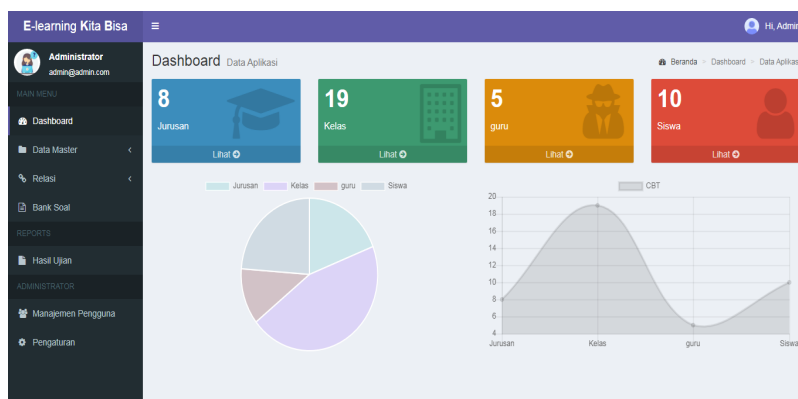 E-learning Kita Bisa
Hi, Admin
Administrator
admin@admin.com
MAIN MENU
Dashboard
Data Master
Relasi
Bank Soal
REPORTS
Hasil Ujian
ADMINISTRATOR
Manajemen Pengguna
Pengaturan
Dashboard Data Aplikasi
Beranda > Dashboard > Data Aplikas
8
Jurusan
Lihat
19
Kelas
Lihat
5
guru
Lihat
10
Siswa
Lihat
Jurusan Kelas guru Siswa
CBT
20
18
16
14
12
10
8
6
4
Jurusan Kelas guru Siswa